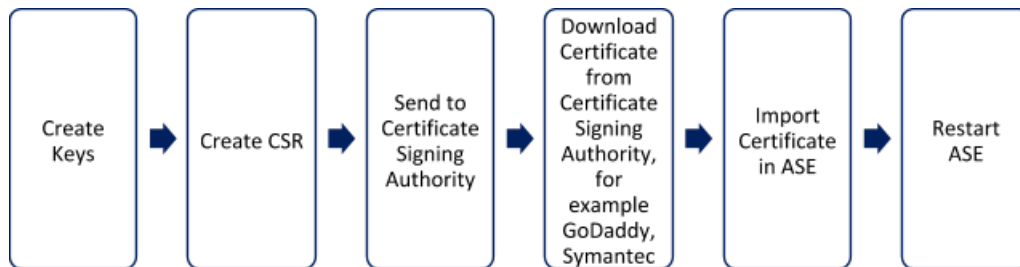 Create
Keys
Create CSR
Send to
Certificate
Signing
Authority
Download
Certificate
from
Certificate
Signing
Authority,
for
example
GoDaddy,
Symantec
Import
Certificate
in ASE
Restart
ASE